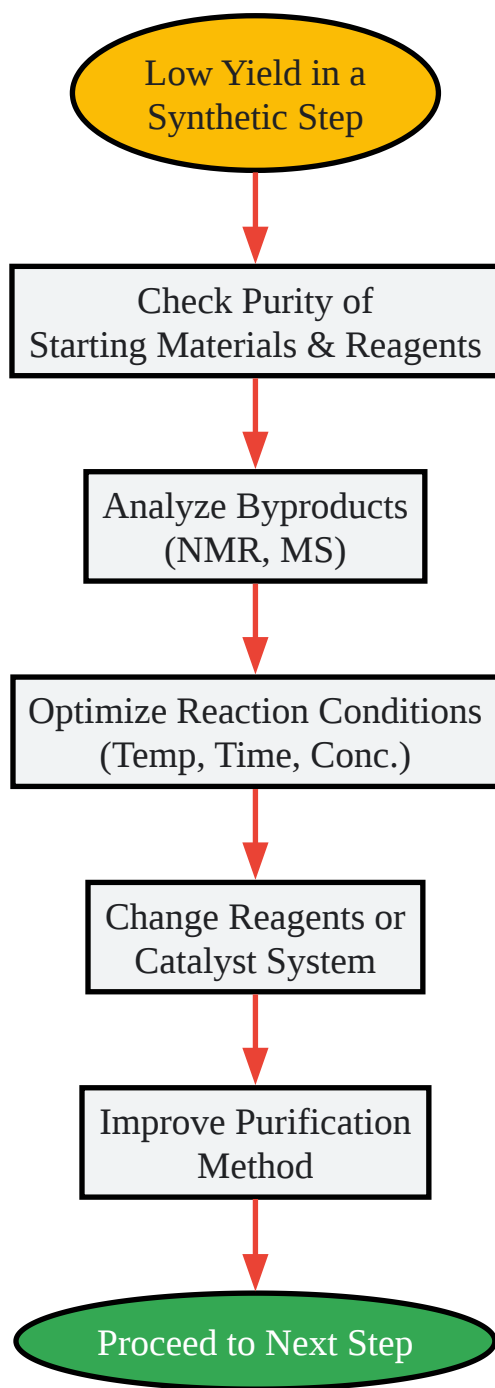 Low Yield in a
Synthetic Step
Check Purity of
Starting Materials & Reagents
Analyze Byproducts
(NMR, MS)
Optimize Reaction Conditions
(Temp, Time, Conc.)
Change Reagents or
Catalyst System
Improve Purification
Method
Proceed to Next Step